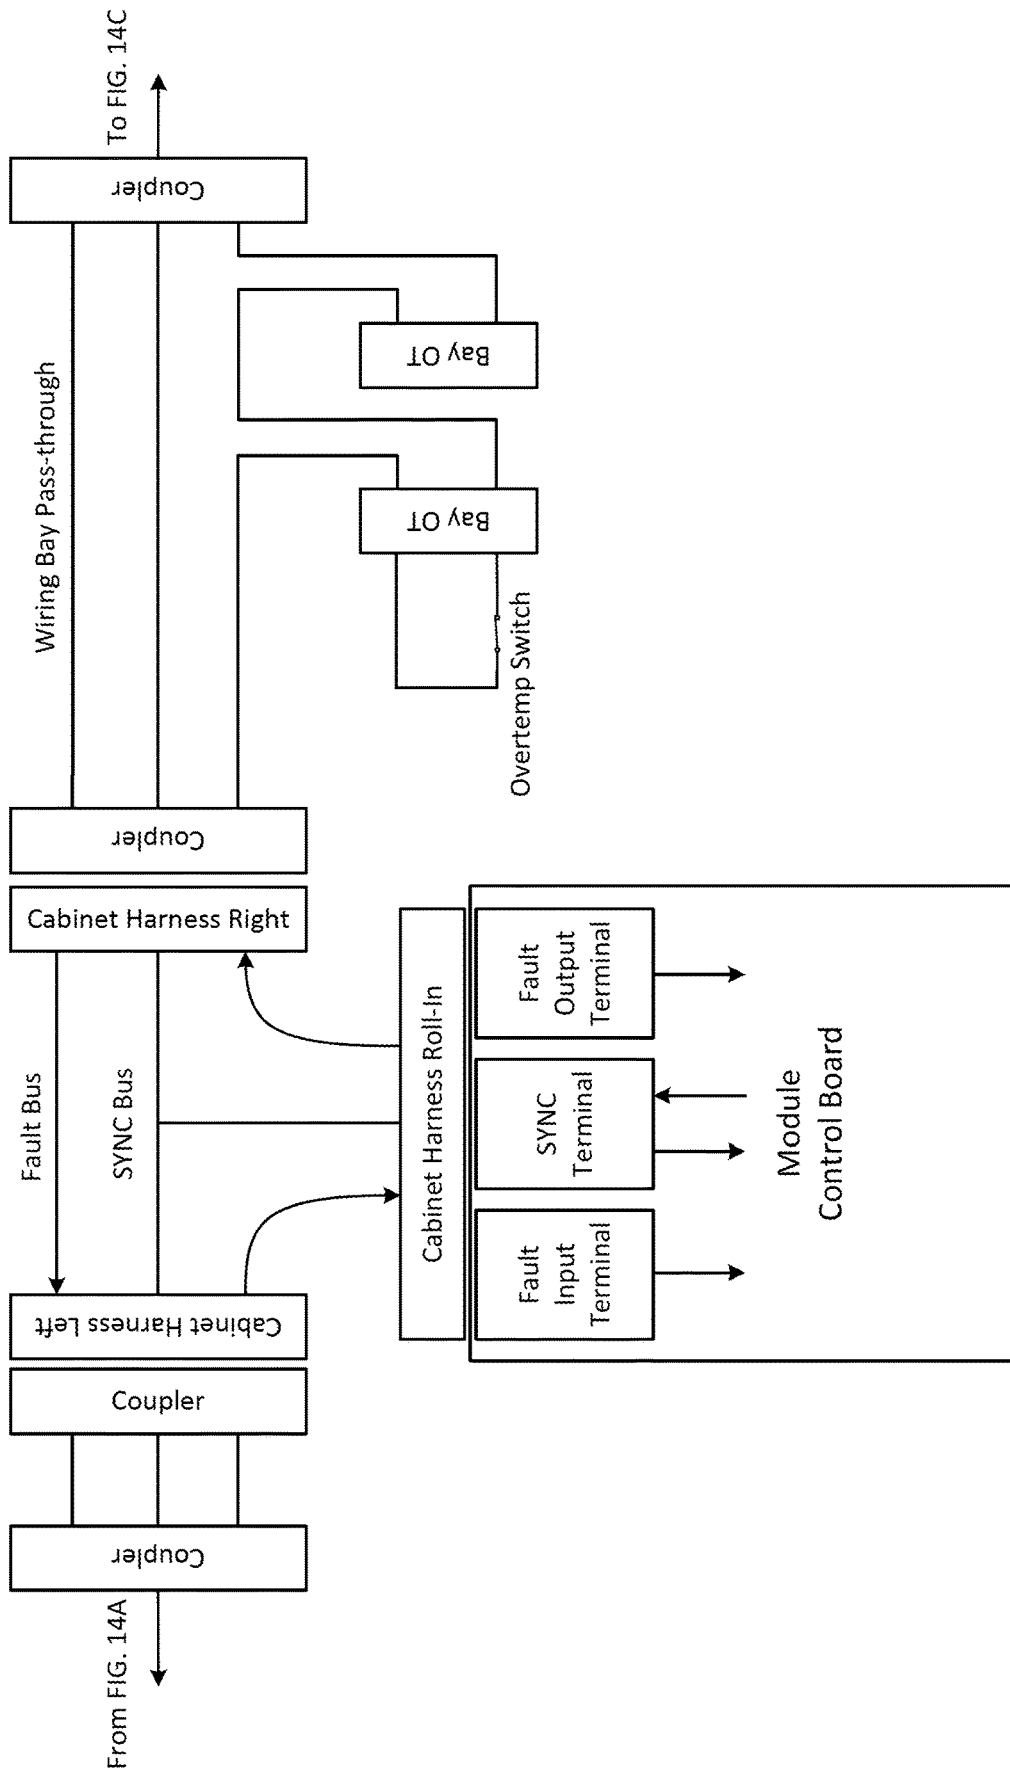 From FIG. 14A
To FIG. 14C
Coupler
Coupler
Cabinet Harness Left
Fault Bus
SYNC Bus
Cabinet Harness Right
Coupler
Wiring Bay Pass-through
Coupler
Bay OT
Bay OT
Overtemp Switch
Cabinet Harness Roll-In
Fault
Input
Terminal
SYNC
Terminal
Fault
Output
Terminal
Module
Control Board